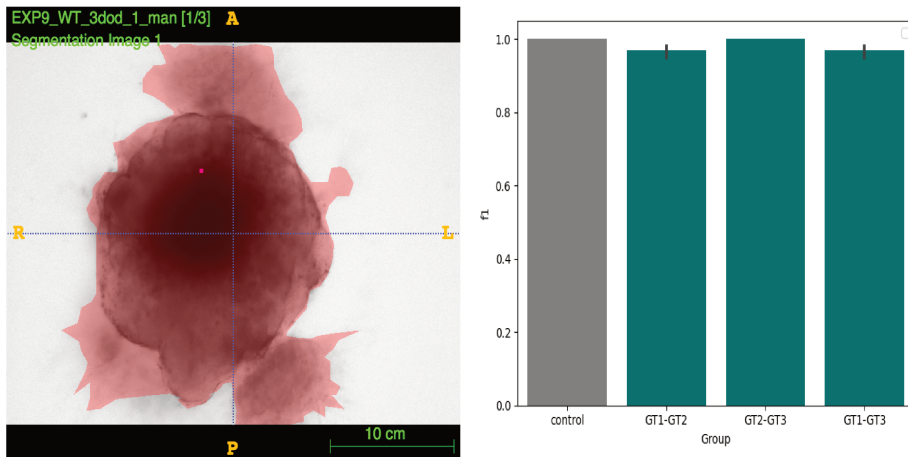 EXP9_WT_3dod_1_man [1/3]
Segmentation Image 1
A
R
L
P
10 cm
1.0
0.8
0.6
0.4
0.2
0.0
f1
control
GT1-GT2
GT2-GT3
GT1-GT3
Group